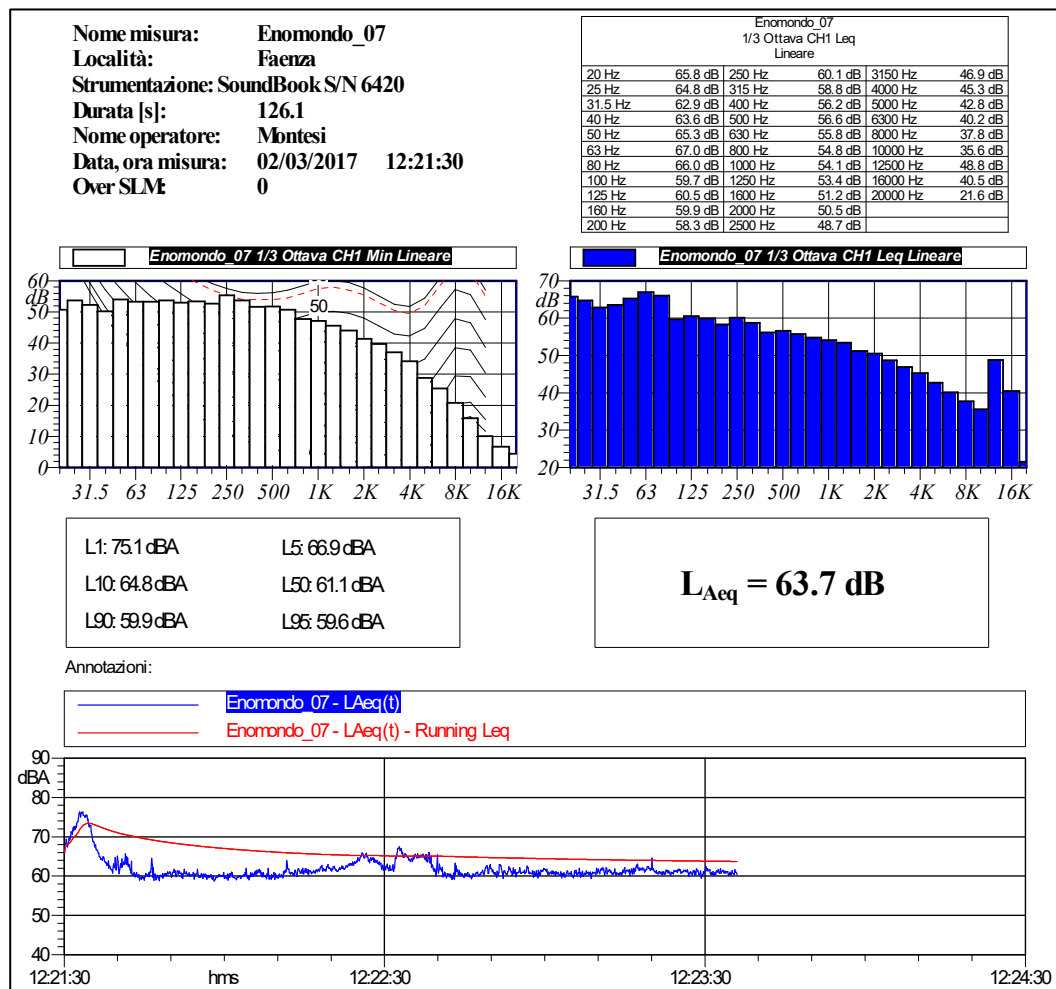 Nome misura: Enomondo_07
Località: Faenza
Strumentazione: SoundBook S/N 6420
Durata [s]: 126.1
Nome operatore: Montesi
Data, ora misura: 02/03/2017 12:21:30
Over SLM: 0
Enomondo_07
1/3 Ottava CH1 Leq
Lineare
20 Hz 65.8 dB 250 Hz 60.1 dB 3150 Hz 46.9 dB
25 Hz 64.8 dB 315 Hz 58.8 dB 4000 Hz 45.3 dB
31.5 Hz 62.9 dB 400 Hz 56.2 dB 5000 Hz 42.8 dB
40 Hz 63.6 dB 500 Hz 56.6 dB 6300 Hz 40.2 dB
50 Hz 65.3 dB 630 Hz 55.8 dB 8000 Hz 37.8 dB
63 Hz 67.0 dB 800 Hz 54.8 dB 10000 Hz 35.6 dB
80 Hz 66.0 dB 1000 Hz 54.1 dB 12500 Hz 48.8 dB
100 Hz 59.7 dB 1250 Hz 53.4 dB 16000 Hz 40.5 dB
125 Hz 60.5 dB 1600 Hz 51.2 dB 20000 Hz 21.6 dB
160 Hz 59.9 dB 2000 Hz 50.5 dB
200 Hz 58.3 dB 2500 Hz 48.7 dB
Enomondo_07 1/3 Ottava CH1 Min Lineare
60
dB
50
40
30
20
10
0
50
31.5 63 125 250 500 1K 2K 4K 8K 16K
Enomondo_07 1/3 Ottava CH1 Leq Lineare
70
dB
60
50
40
30
20
31.5 63 125 250 500 1K 2K 4K 8K 16K
L1: 75.1 dBA L5: 66.9 dBA
L10: 64.8 dBA L50: 61.1 dBA
L90: 59.9 dBA L95: 59.6 dBA
LAeq = 63.7 dB
Annotazioni:
Enomondo_07 - LAeq(t)
Enomondo_07 - LAeq(t) - Running Leq
90
dBA
80
70
60
50
40
12:21:30 hms 12:22:30 12:23:30 12:24:30